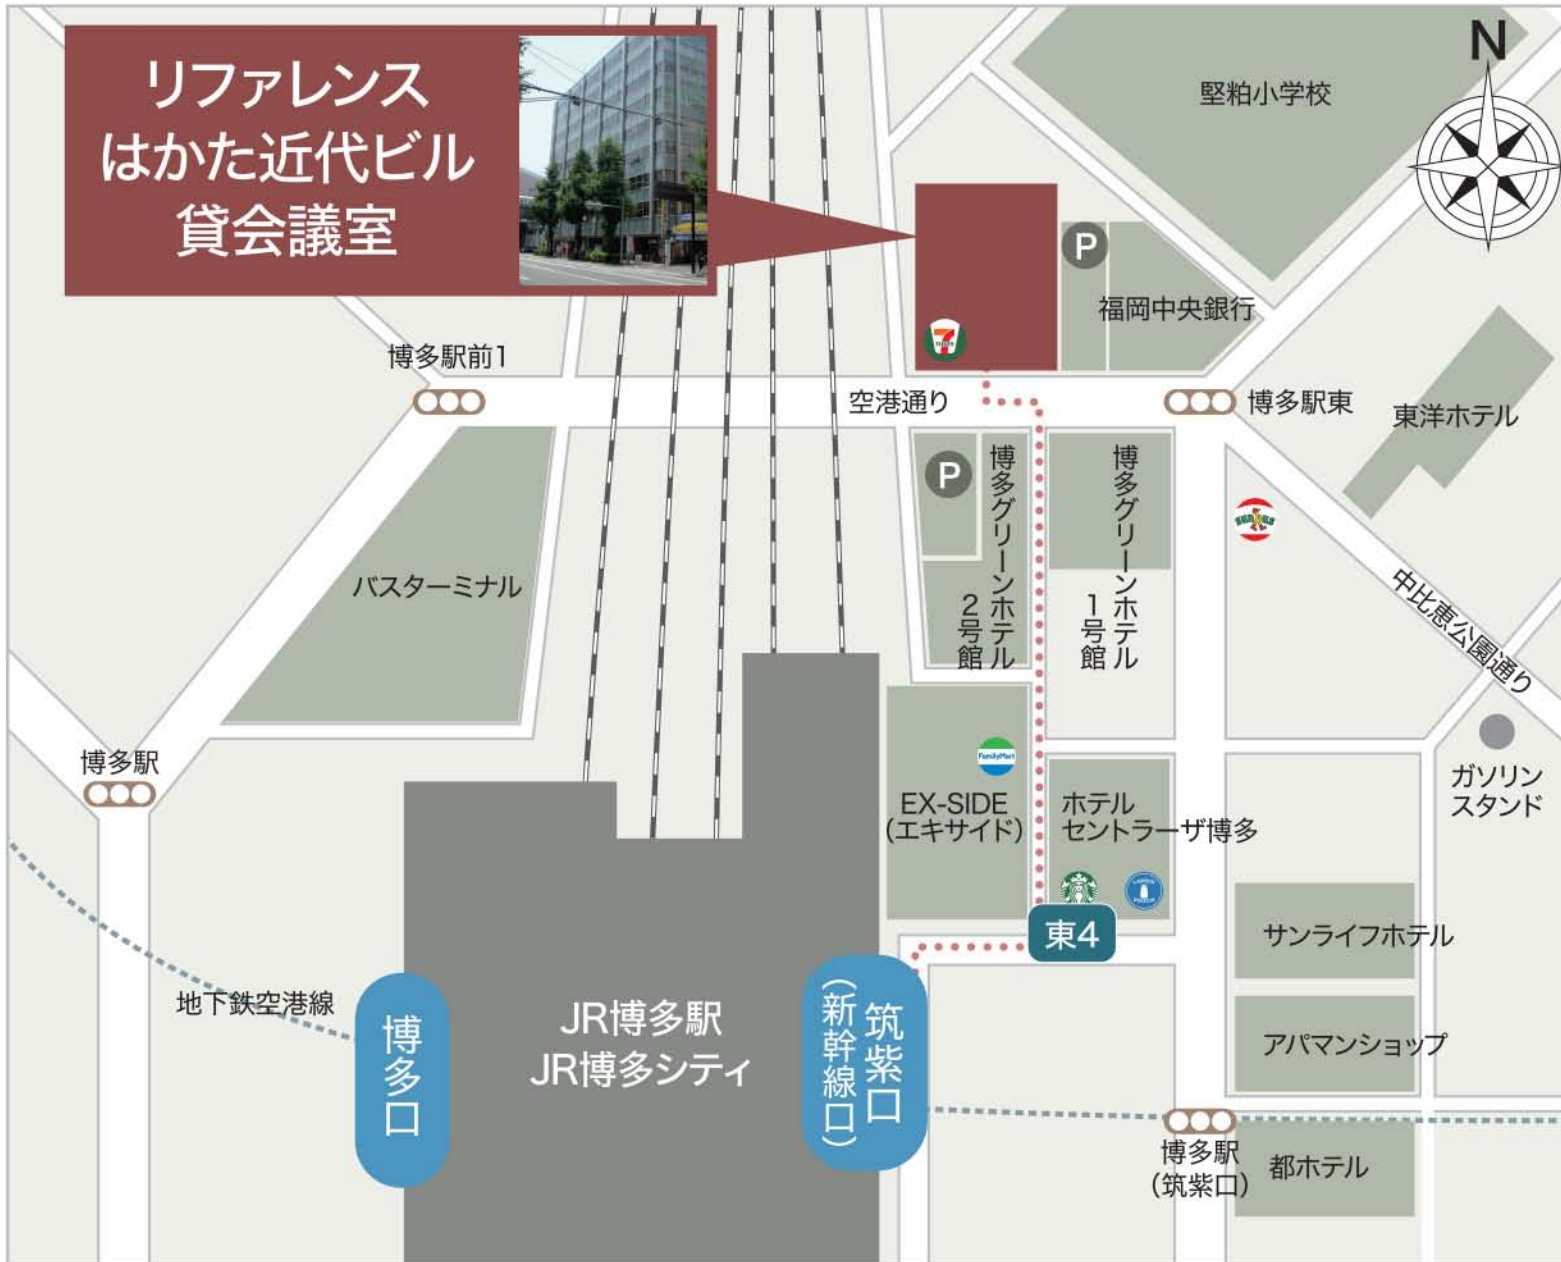 リファレンス
はかた近代ビル
貸会議室
N
堅粕小学校
P
福岡中央銀行
博多駅前1
空港通り
博多駅東
東洋ホテル
P
博多グリーンホテル
2号館
博多グリーンホテル
1号館
バスターミナル
中比恵公園通り
博多駅
FamilyMart
EX-SIDE
(エキサイド)
ホテル
セントラーザ博多
ガソリン
スタンド
東4
サンライフホテル
地下鉄空港線
博多口
JR博多駅
JR博多シティ
筑紫口
(新幹線口)
アパマンショップ
博多駅
(筑紫口)
都ホテル